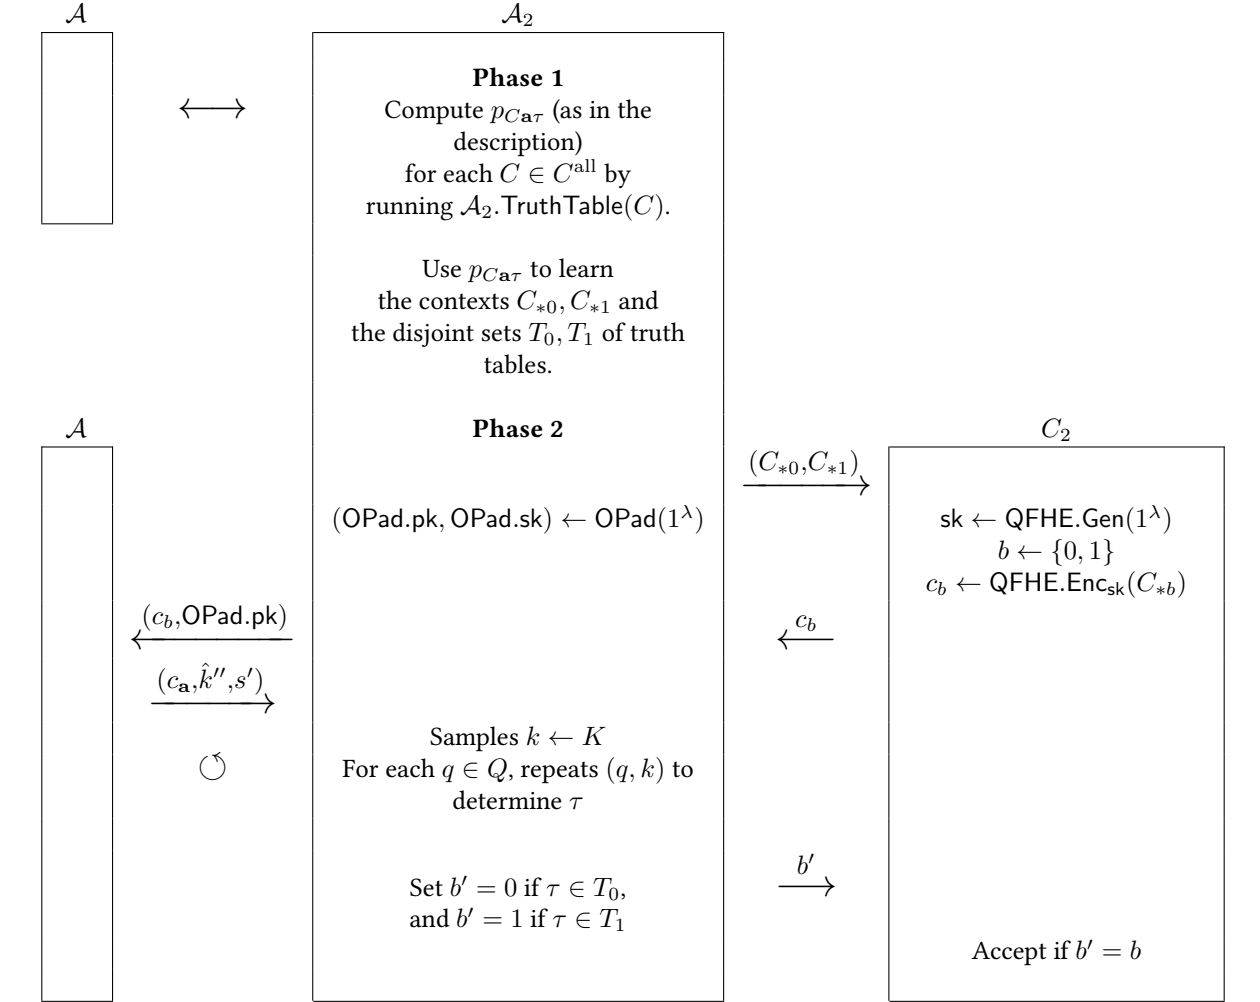 𝒜
𝒜₂
Phase 1
⟷
Compute p_{C𝐚τ} (as in the
description)
for each C ∈ C^{all} by
running 𝒜₂.TruthTable(C).
Use p_{C𝐚τ} to learn
the contexts C_{*0}, C_{*1} and
the disjoint sets T₀, T₁ of truth
tables.
𝒜
Phase 2
C₂
(C_{*0},C_{*1})
(OPad.pk, OPad.sk) ← OPad(1^λ)
sk ← QFHE.Gen(1^λ)
b ← {0, 1}
c_b ← QFHE.Enc_{sk}(C_{*b})
(c_b,OPad.pk)
c_b
(c_𝐚,k̂′′,s′)
Samples k ← K
For each q ∈ Q, repeats (q, k) to
determine τ
b′
Set b′ = 0 if τ ∈ T₀,
and b′ = 1 if τ ∈ T₁
Accept if b′ = b